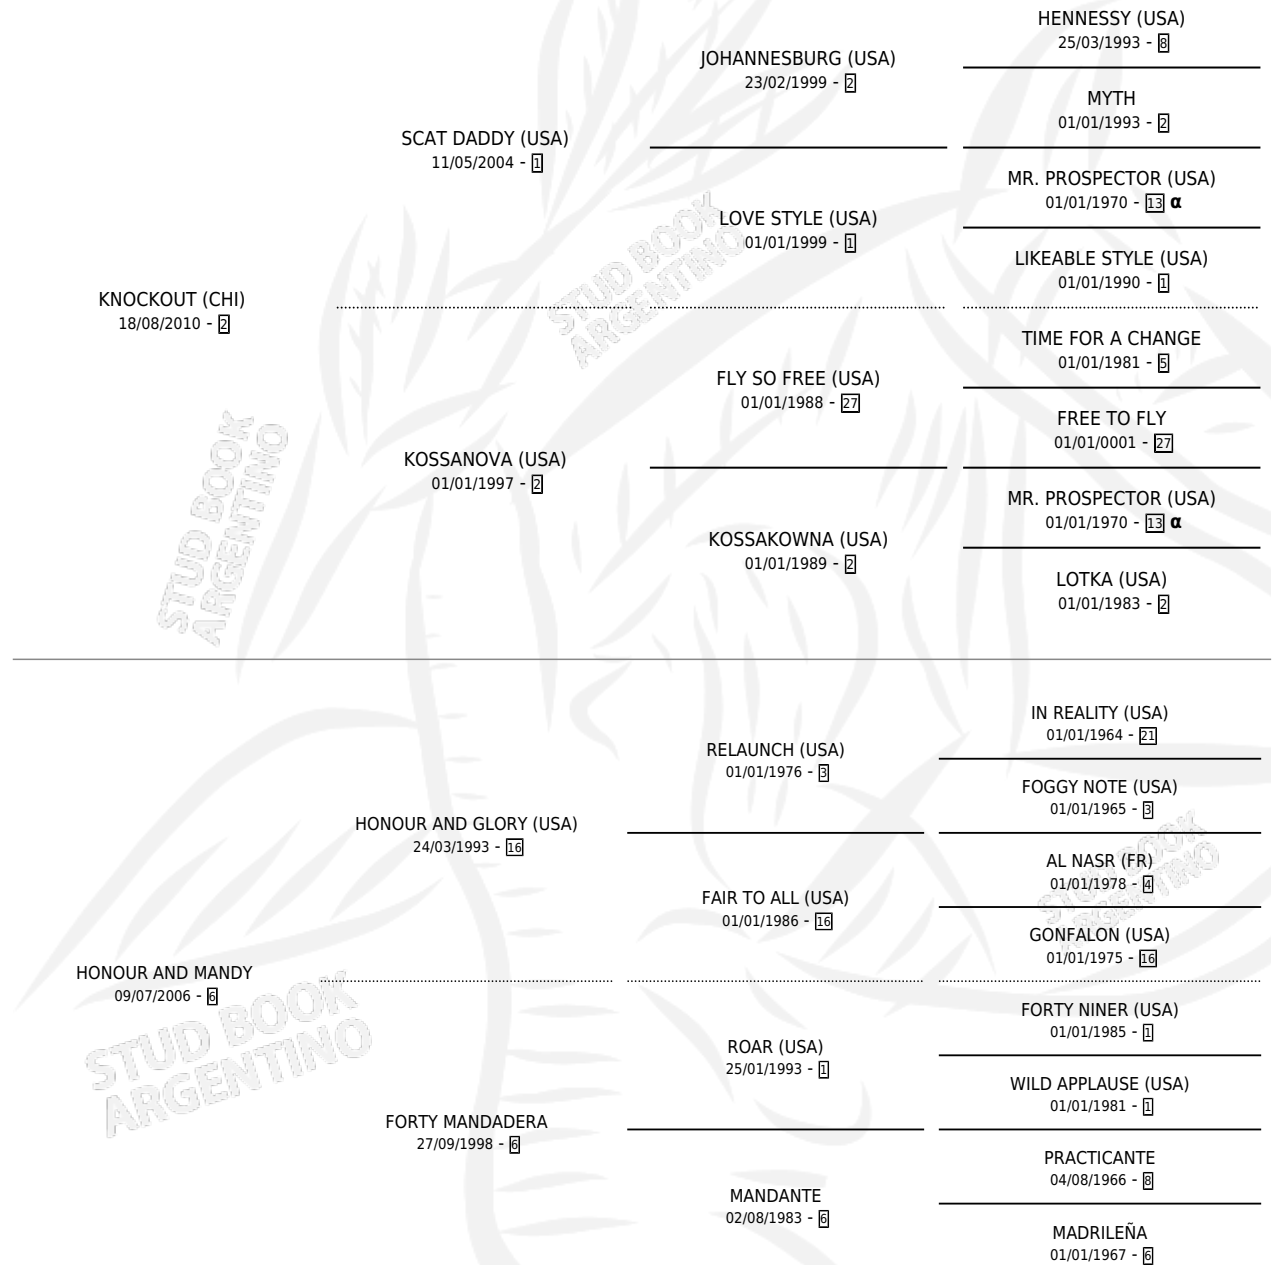 HENNESSY (USA)
25/03/1993 - 8
JOHANNESBURG (USA)
23/02/1999 - 2
MYTH
01/01/1993 - 2
SCAT DADDY (USA)
11/05/2004 - 1
MR. PROSPECTOR (USA)
01/01/1970 - 13 α
LOVE STYLE (USA)
01/01/1999 - 1
LIKEABLE STYLE (USA)
01/01/1990 - 1
KNOCKOUT (CHI)
18/08/2010 - 2
TIME FOR A CHANGE
01/01/1981 - 5
FLY SO FREE (USA)
01/01/1988 - 27
FREE TO FLY
01/01/0001 - 27
KOSSANOVA (USA)
01/01/1997 - 2
MR. PROSPECTOR (USA)
01/01/1970 - 13 α
KOSSAKOWNA (USA)
01/01/1989 - 2
LOTKA (USA)
01/01/1983 - 2
IN REALITY (USA)
01/01/1964 - 21
RELAUNCH (USA)
01/01/1976 - 3
FOGGY NOTE (USA)
01/01/1965 - 3
HONOUR AND GLORY (USA)
24/03/1993 - 16
AL NASR (FR)
01/01/1978 - 4
FAIR TO ALL (USA)
01/01/1986 - 16
GONFALON (USA)
01/01/1975 - 16
HONOUR AND MANDY
09/07/2006 - 6
FORTY NINER (USA)
01/01/1985 - 1
ROAR (USA)
25/01/1993 - 1
WILD APPLAUSE (USA)
01/01/1981 - 1
FORTY MANDADERA
27/09/1998 - 6
PRACTICANTE
04/08/1966 - 8
MANDANTE
02/08/1983 - 6
MADRILEÑA
01/01/1967 - 6
STUD BOOK
ARGENTINO
STUD BOOK
ARGENTINO
STUD BOOK
ARGENTINO
STUD BOOK
ARGENTINO